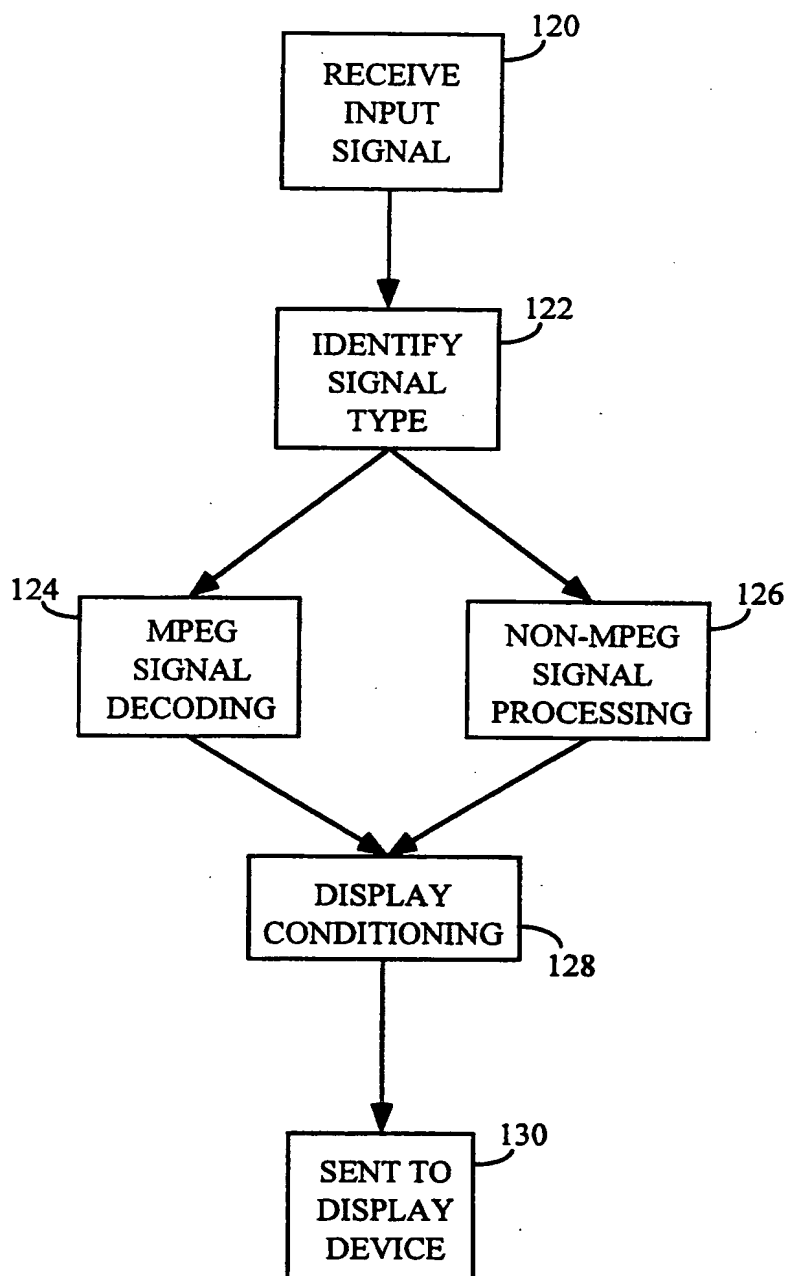 120
RECEIVE
INPUT
SIGNAL
122
IDENTIFY
SIGNAL
TYPE
124
MPEG
SIGNAL
DECODING
126
NON-MPEG
SIGNAL
PROCESSING
DISPLAY
CONDITIONING
128
130
SENT TO
DISPLAY
DEVICE